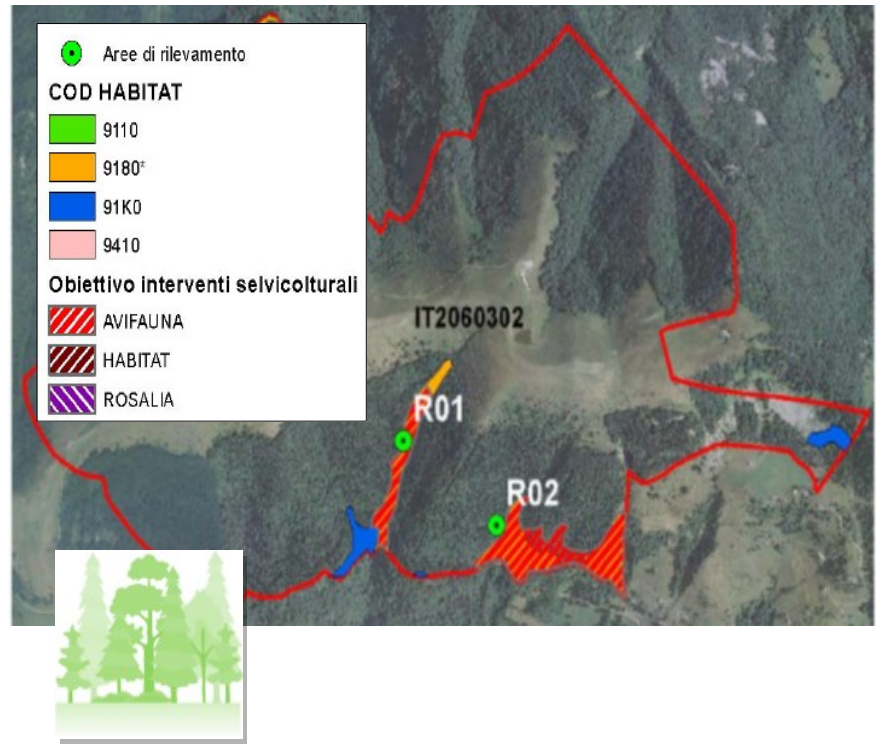 Aree di rilevamento
COD HABITAT
9110
9180*
91K0
9410
Obiettivo interventi selvicolturali
AVIFAUNA
HABITAT
ROSALIA
IT2060302
R01
R02